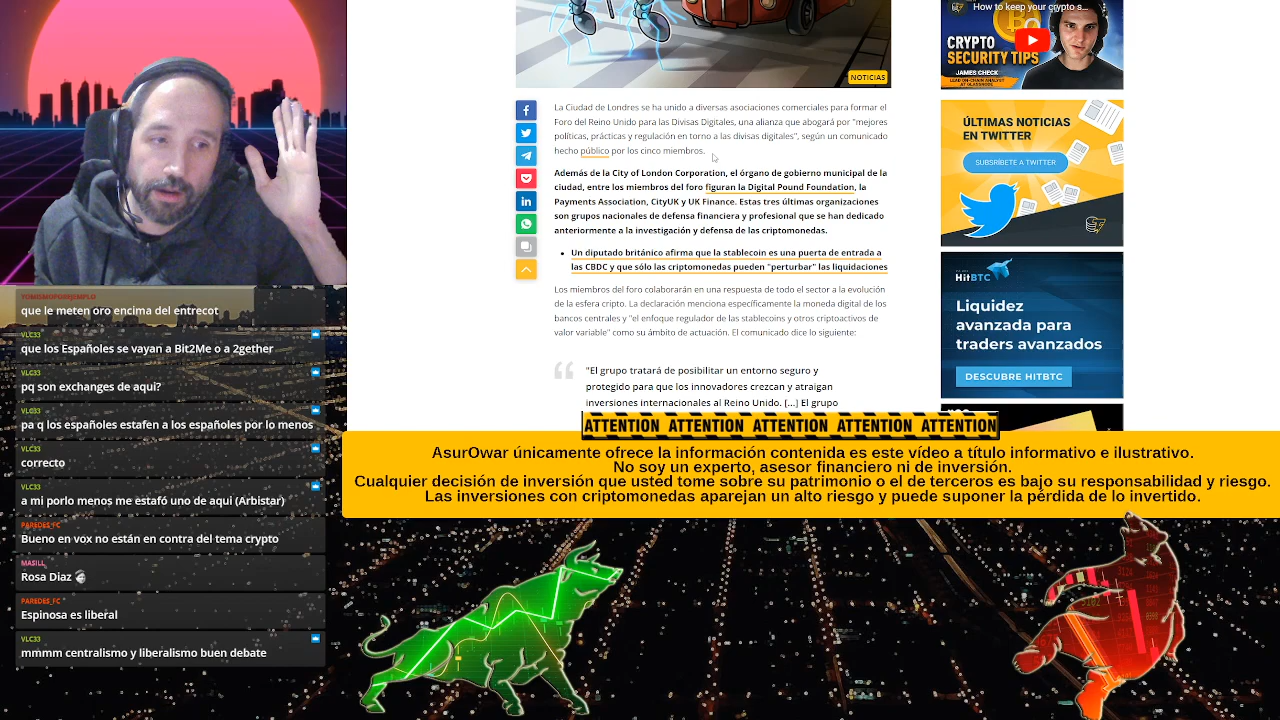 NOTICIAS
La Ciudad de Londres se ha unido a diversas asociaciones comerciales para formar el
Foro del Reino Unido para las Divisas Digitales, una alianza que abogará por "mejores
políticas, prácticas y regulación en torno a las divisas digitales", según un comunicado
hecho público por los cinco miembros.
Además de la City of London Corporation, el órgano de gobierno municipal de la
ciudad, entre los miembros del foro figuran la Digital Pound Foundation, la
Payments Association, CityUK y UK Finance. Estas tres últimas organizaciones
son grupos nacionales de defensa financiera y profesional que se han dedicado
anteriormente a la investigación y defensa de las criptomonedas.
Un diputado británico afirma que la stablecoin es una puerta de entrada a
las CBDC y que sólo las criptomonedas pueden "perturbar" las liquidaciones
Los miembros del foro colaborarán en una respuesta de todo el sector a la evolución
de la esfera cripto. La declaración menciona específicamente la moneda digital de los
bancos centrales y "el enfoque regulador de las stablecoins y otros criptoactivos de
valor variable" como su ámbito de actuación. El comunicado dice lo siguiente:
"El grupo tratará de posibilitar un entorno seguro y
protegido para que los innovadores crezcan y atraigan
inversiones internacionales al Reino Unido. [...] El grupo
How to keep your crypto s...
CRYPTO
SECURITY TIPS
JAMES CHECK
LEAD ON-CHAIN ANALYST
AT GLASSNODE
ÚLTIMAS NOTICIAS
EN TWITTER
SUBSRÍBETE A TWITTER
HitBTC
Liquidez
avanzada para
traders avanzados
DESCUBRE HITBTC
YOMISMOPOREJEMPLO
que le meten oro encima del entrecot
VLC33
que los Españoles se vayan a Bit2Me o a 2gether
VLC33
pq son exchanges de aqui?
VLC33
pa q los españoles estafen a los españoles por lo menos
VLC33
correcto
VLC33
a mi porlo menos me estafó uno de aqui (Arbistar)
PAREDES_FC
Bueno en vox no están en contra del tema crypto
MASILL
Rosa Diaz
PAREDES_FC
Espinosa es liberal
VLC33
mmmm centralismo y liberalismo buen debate
ATTENTION ATTENTION ATTENTION ATTENTION ATTENTION
AsurOwar únicamente ofrece la información contenida es este vídeo a título informativo e ilustrativo.
No soy un experto, asesor financiero ni de inversión.
Cualquier decisión de inversión que usted tome sobre su patrimonio o el de terceros es bajo su responsabilidad y riesgo.
Las inversiones con criptomonedas aparejan un alto riesgo y puede suponer la pérdida de lo invertido.